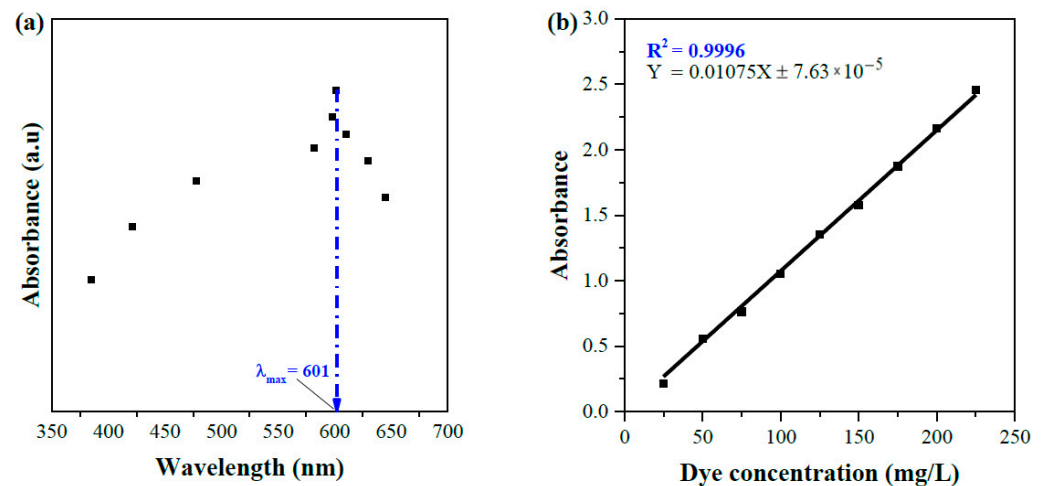 (a)
Absorbance (a.u)
λmax = 601
350 400 450 500 550 600 650 700
Wavelength (nm)
(b)
R² = 0.9996
Y = 0.01075X ± 7.63 × 10⁻⁵
3.0
2.5
2.0
1.5
1.0
0.5
0.0
Absorbance
0 50 100 150 200 250
Dye concentration (mg/L)